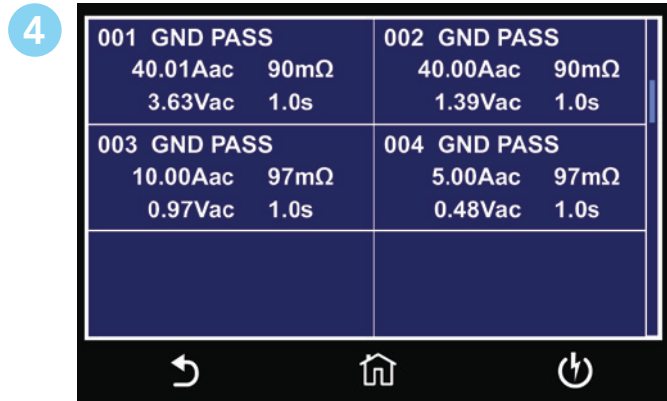 4
001 GND PASS
40.01Aac 90mΩ
3.63Vac 1.0s
002 GND PASS
40.00Aac 90mΩ
1.39Vac 1.0s
003 GND PASS
10.00Aac 97mΩ
0.97Vac 1.0s
004 GND PASS
5.00Aac 97mΩ
0.48Vac 1.0s